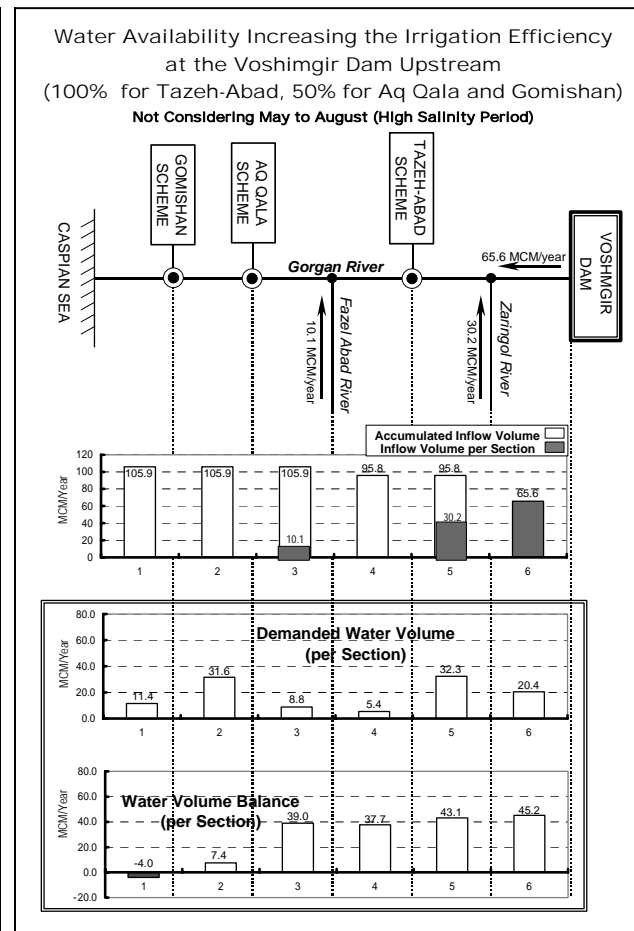 Water Availability Increasing the Irrigation Efficiency
at the Voshimgir Dam Upstream
(100% for Tazeh-Abad, 50% for Aq Qala and Gomishan)
Not Considering May to August (High Salinity Period)
CASPIAN SEA
GOMISHAN
SCHEME
AQ QALA
SCHEME
TAZEH-ABAD
SCHEME
VOSHMGIR
DAM
65.6 MCM/year
Gorgan River
10.1 MCM/year
Fazel Abad River
30.2 MCM/year
Zaringol River
Accumulated Inflow Volume
Inflow Volume per Section
MCM/Year
120
100
80
60
40
20
0
105.9
105.9
105.9
95.8
95.8
65.6
10.1
30.2
1 2 3 4 5 6
Demanded Water Volume
(per Section)
MCM/Year
80.0
60.0
40.0
20.0
0.0
11.4
31.6
8.8
5.4
32.3
20.4
1 2 3 4 5 6
Water Volume Balance
(per Section)
MCM/Year
80.0
60.0
40.0
20.0
0.0
-20.0
-4.0
7.4
39.0
37.7
43.1
45.2
1 2 3 4 5 6